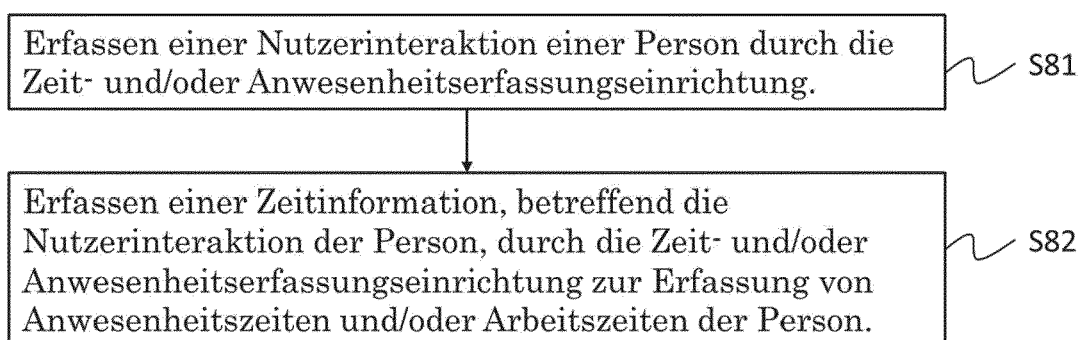 Erfassen einer Nutzerinteraktion einer Person durch die
Zeit- und/oder Anwesenheitserfassungseinrichtung.
S81
Erfassen einer Zeitinformation, betreffend die
Nutzerinteraktion der Person, durch die Zeit- und/oder
Anwesenheitserfassungseinrichtung zur Erfassung von
Anwesenheitszeiten und/oder Arbeitszeiten der Person.
S82